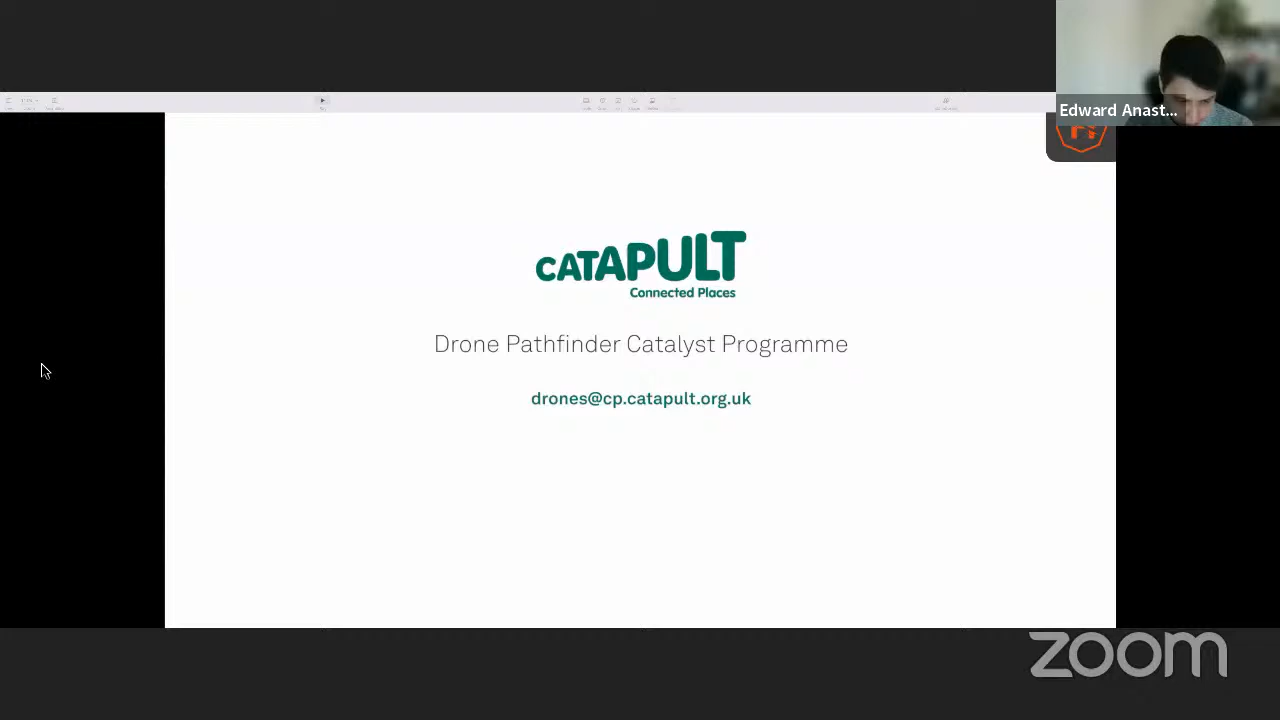 Edward Anast...
CATAPULT
Connected Places
Drone Pathfinder Catalyst Programme
drones@cp.catapult.org.uk
zoom